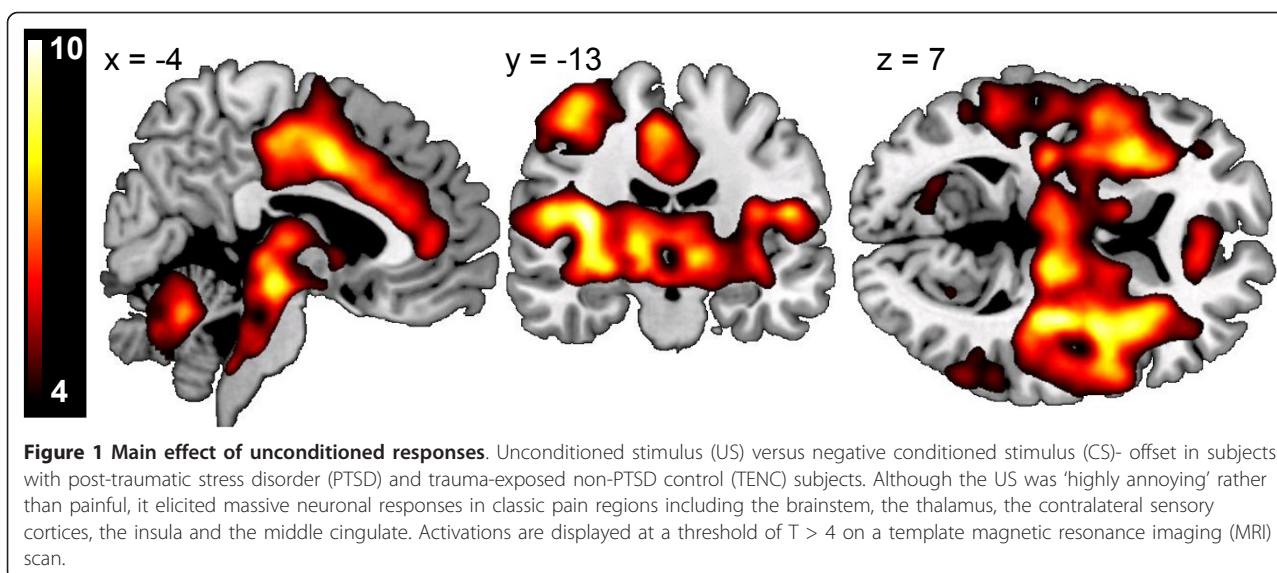 10
x = -4
y = -13
z = 7
4
Figure 1 Main effect of unconditioned responses. Unconditioned stimulus (US) versus negative conditioned stimulus (CS)- offset in subjects
with post-traumatic stress disorder (PTSD) and trauma-exposed non-PTSD control (TENC) subjects. Although the US was 'highly annoying' rather
than painful, it elicited massive neuronal responses in classic pain regions including the brainstem, the thalamus, the contralateral sensory
cortices, the insula and the middle cingulate. Activations are displayed at a threshold of T > 4 on a template magnetic resonance imaging (MRI)
scan.